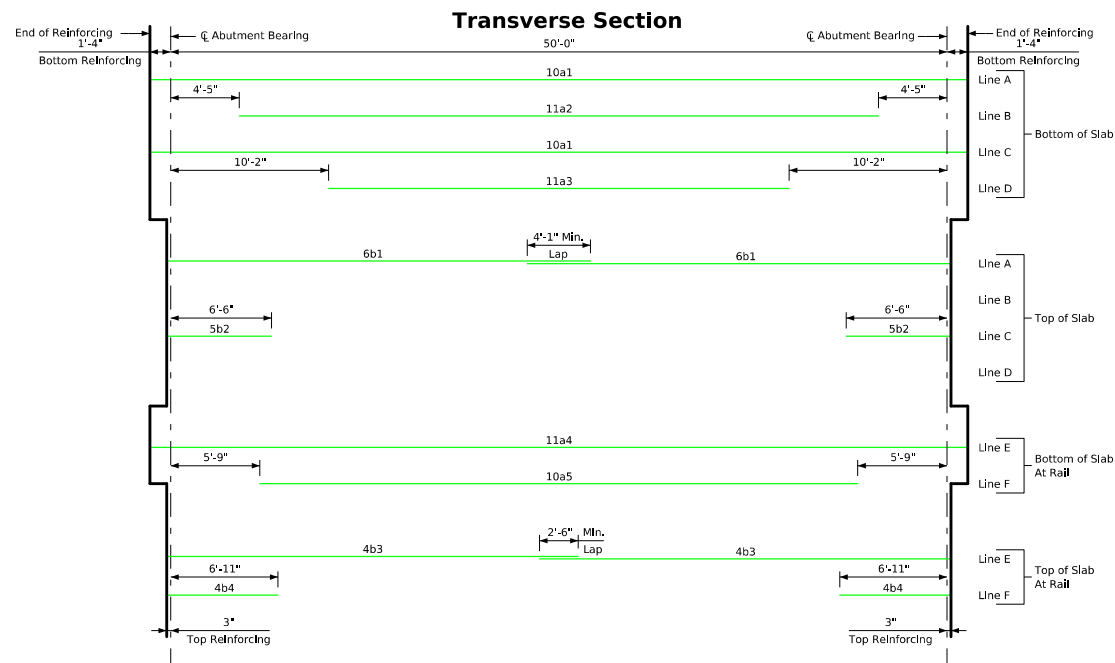 Transverse Section
End of Reinforcing
℄ Abutment Bearing
℄ Abutment Bearing
End of Reinforcing
1'-4"
50'-0"
1'-4"
Bottom Reinforcing
Bottom Reinforcing
10a1
Line A
4'-5"
4'-5"
11a2
Line B
Bottom of Slab
10a1
Line C
10'-2"
10'-2"
11a3
Line D
4'-1" Min.
Lap
6b1
6b1
Line A
Line B
6'-6"
6'-6"
Top of Slab
5b2
5b2
Line C
Line D
11a4
Line E
5'-9"
5'-9"
Bottom of Slab
At Rail
10a5
Line F
2'-6" Min.
Lap
4b3
4b3
Line E
6'-11"
6'-11"
Top of Slab
At Rail
4b4
4b4
Line F
3"
3"
Top Reinforcing
Top Reinforcing